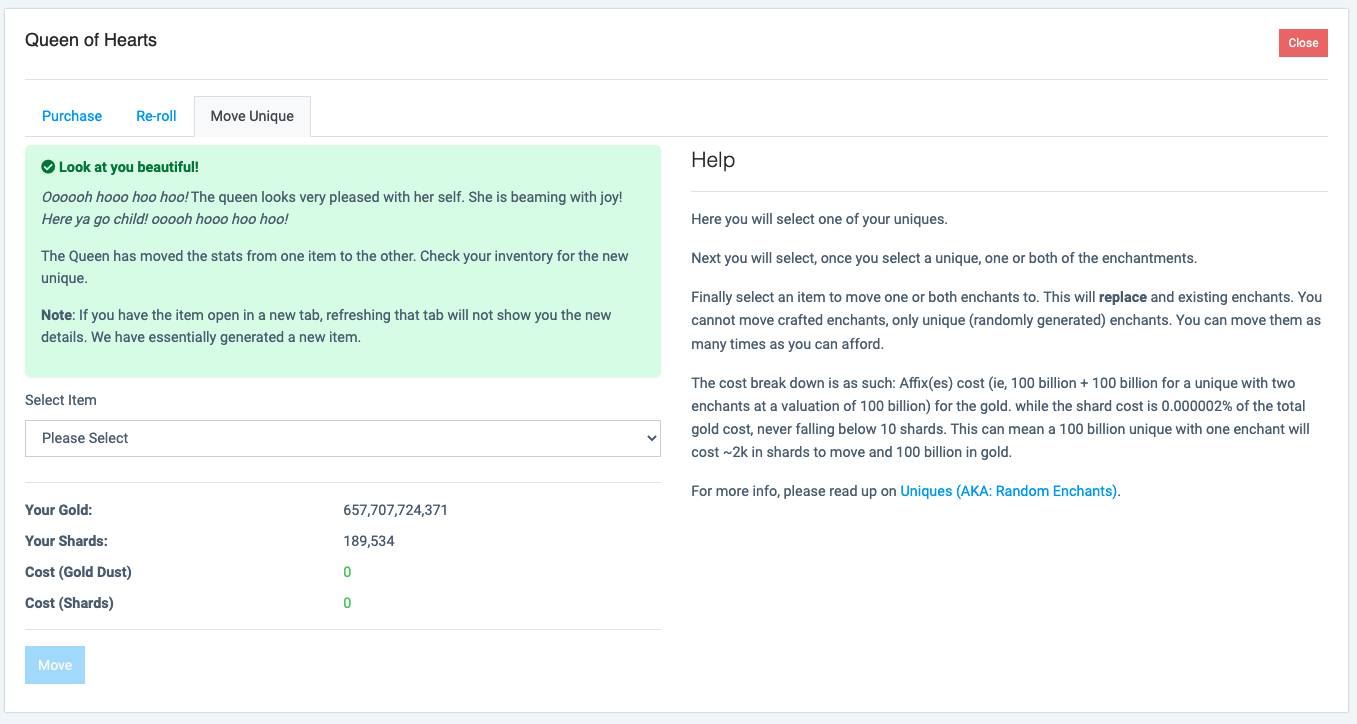 Queen of Hearts
Close
Purchase
Re-roll
Move Unique
Look at you beautiful!
Oooooh hooo hoo hoo! The queen looks very pleased with her self. She is beaming with joy!
Here ya go child! ooooh hooo hoo hoo!
The Queen has moved the stats from one item to the other. Check your inventory for the new
unique.
Note: If you have the item open in a new tab, refreshing that tab will not show you the new
details. We have essentially generated a new item.
Select Item
Please Select
Your Gold: 657,707,724,371
Your Shards: 189,534
Cost (Gold Dust) 0
Cost (Shards) 0
Move
Help
Here you will select one of your uniques.
Next you will select, once you select a unique, one or both of the enchantments.
Finally select an item to move one or both enchants to. This will replace and existing enchants. You
cannot move crafted enchants, only unique (randomly generated) enchants. You can move them as
many times as you can afford.
The cost break down is as such: Affix(es) cost (ie, 100 billion + 100 billion for a unique with two
enchants at a valuation of 100 billion) for the gold. while the shard cost is 0.000002% of the total
gold cost, never falling below 10 shards. This can mean a 100 billion unique with one enchant will
cost ~2k in shards to move and 100 billion in gold.
For more info, please read up on Uniques (AKA: Random Enchants).